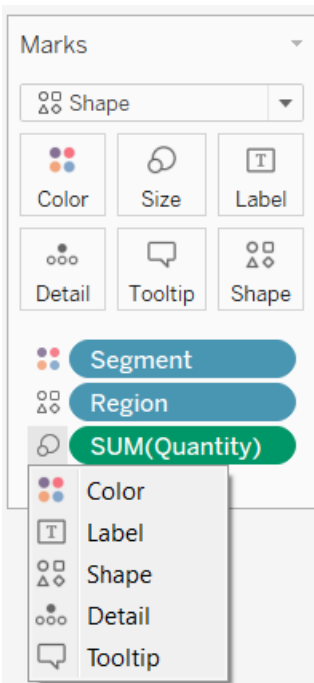 Marks
Shape
Color Size T Label
Detail Tooltip Shape
Segment
Region
SUM(Quantity)
Color
T Label
Shape
Detail
Tooltip